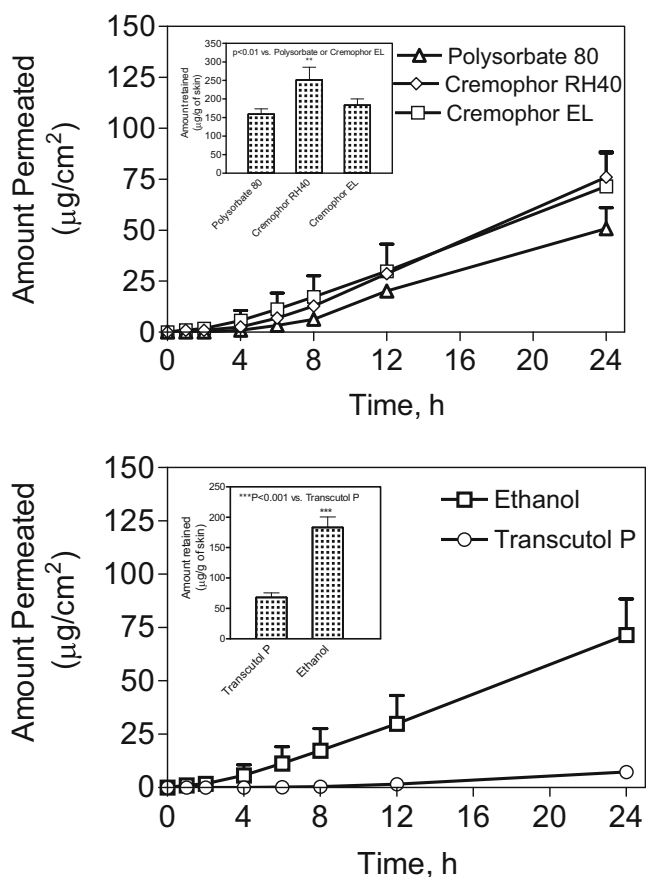 Amount Permeated
(μg/cm²)
150
125
100
75
50
25
0
p<0.01 vs. Polysorbate or Cremophor EL
Amount retained
(μg/g of skin)
350
300
250
200
150
100
50
0
**
Polysorbate 80
Cremophor RH40
Cremophor EL
Polysorbate 80
Cremophor RH40
Cremophor EL
0 4 8 12 16 20 24
Time, h
Amount Permeated
(μg/cm²)
150
125
100
75
50
25
0
***P<0.001 vs. Transcutol P
Amount retained
(μg/g of skin)
250
200
150
100
50
0
***
Transcutol P
Ethanol
Ethanol
Transcutol P
0 4 8 12 16 20 24
Time, h